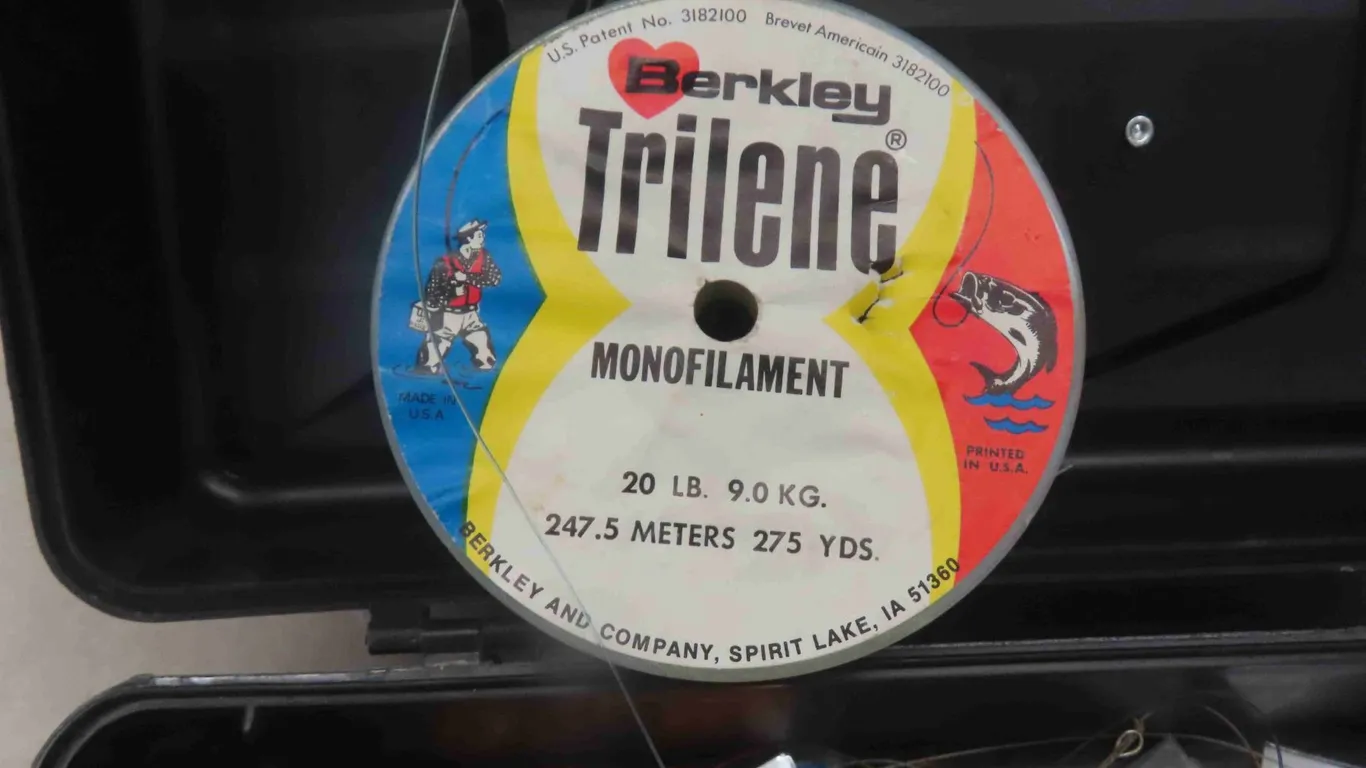 U.S. Patent No. 3182100 Brevet Americain 3182100
Berkley
Trilene®
MONOFILAMENT
20 LB. 9.0 KG.
247.5 METERS 275 YDS.
MADE IN
U.S.A.
PRINTED
IN U.S.A.
BERKLEY AND COMPANY, SPIRIT LAKE, IA 51360